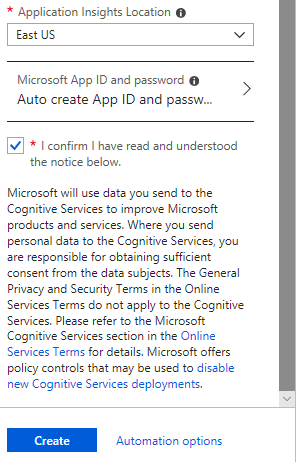 * Application Insights Location
East US
Microsoft App ID and password
Auto create App ID and passw...
* I confirm I have read and understood
the notice below.
Microsoft will use data you send to the
Cognitive Services to improve Microsoft
products and services. Where you send
personal data to the Cognitive Services, you
are responsible for obtaining sufficient
consent from the data subjects. The General
Privacy and Security Terms in the Online
Services Terms do not apply to the Cognitive
Services. Please refer to the Microsoft
Cognitive Services section in the Online
Services Terms for details. Microsoft offers
policy controls that may be used to disable
new Cognitive Services deployments.
Create Automation options